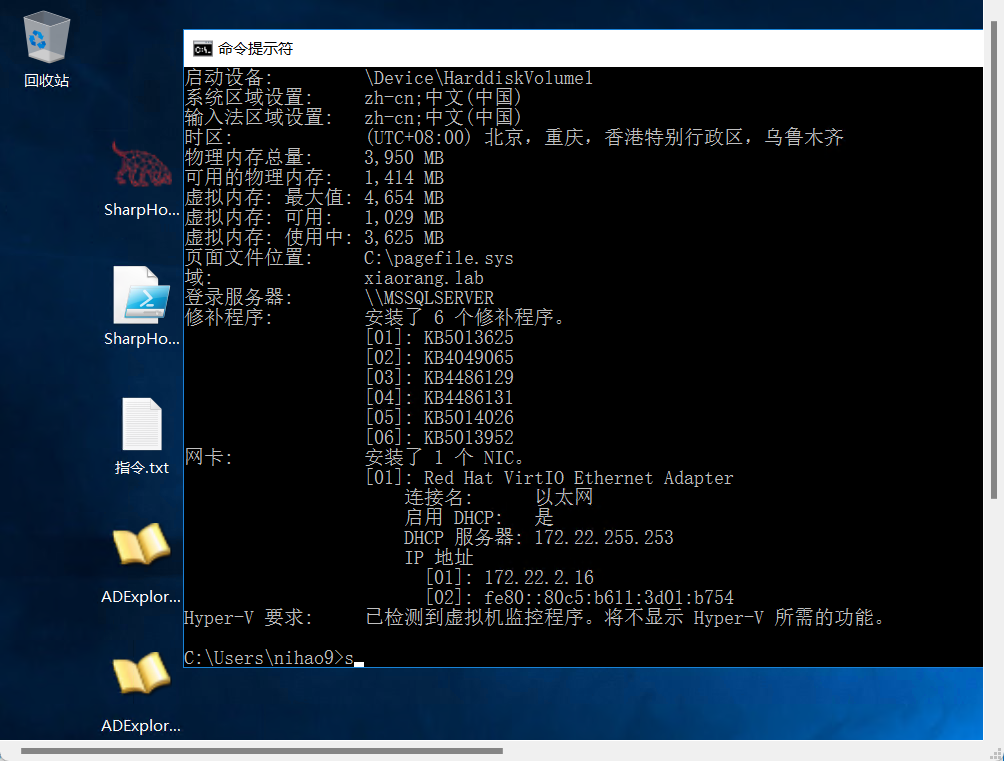 回收站
SharpHo...
SharpHo...
指令.txt
ADExplor...
ADExplor...
命令提示符
启动设备: \Device\HarddiskVolume1
系统区域设置: zh-cn;中文(中国)
输入法区域设置: zh-cn;中文(中国)
时区: (UTC+08:00) 北京，重庆，香港特别行政区，乌鲁木齐
物理内存总量: 3,950 MB
可用的物理内存: 1,414 MB
虚拟内存: 最大值: 4,654 MB
虚拟内存: 可用: 1,029 MB
虚拟内存: 使用中: 3,625 MB
页面文件位置: C:\pagefile.sys
域: xiaorang.lab
登录服务器: \\MSSQLSERVER
修补程序: 安装了 6 个修补程序。
[01]: KB5013625
[02]: KB4049065
[03]: KB4486129
[04]: KB4486131
[05]: KB5014026
[06]: KB5013952
网卡: 安装了 1 个 NIC。
[01]: Red Hat VirtIO Ethernet Adapter
连接名: 以太网
启用 DHCP: 是
DHCP 服务器: 172.22.255.253
IP 地址
[01]: 172.22.2.16
[02]: fe80::80c5:b611:3d01:b754
Hyper-V 要求: 已检测到虚拟机监控程序。将不显示 Hyper-V 所需的功能。
C:\Users\nihao9>s